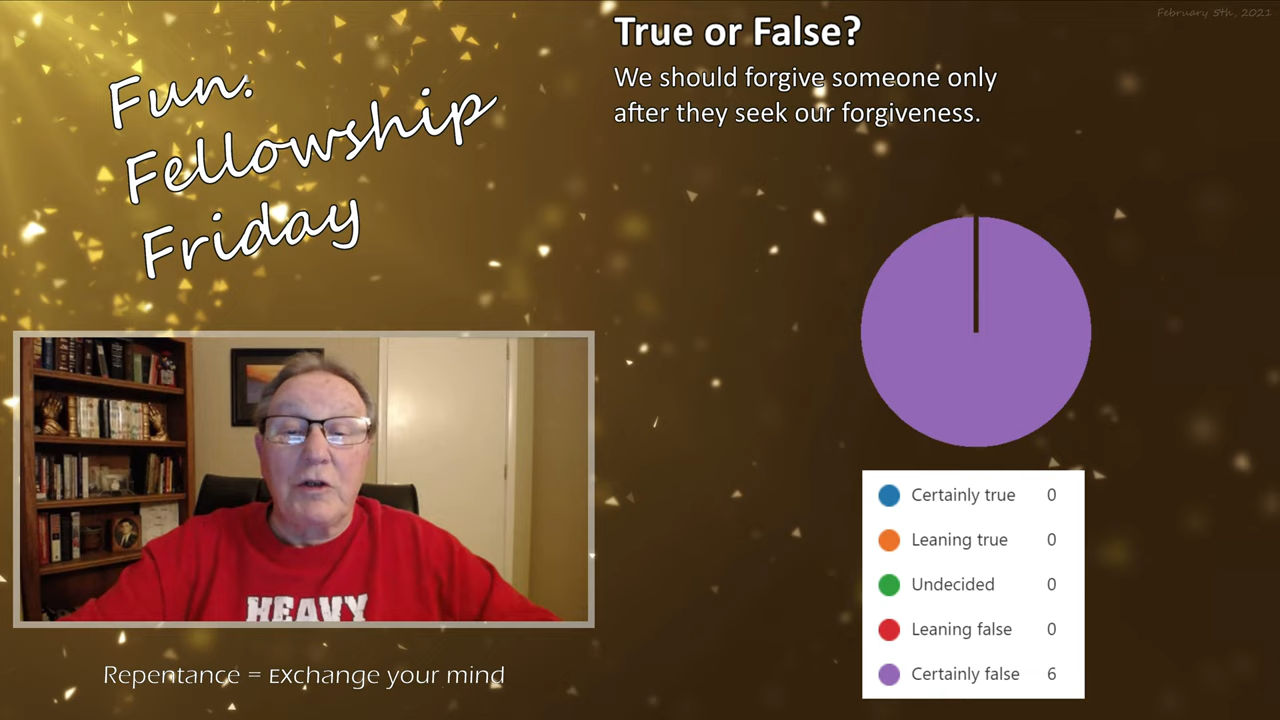 February 5th, 2021
Fun.
Fellowship
Friday
True or False?
We should forgive someone only
after they seek our forgiveness.
HEAVY
Repentance = EXchange your mind
Certainly true 0
Leaning true 0
Undecided 0
Leaning false 0
Certainly false 6